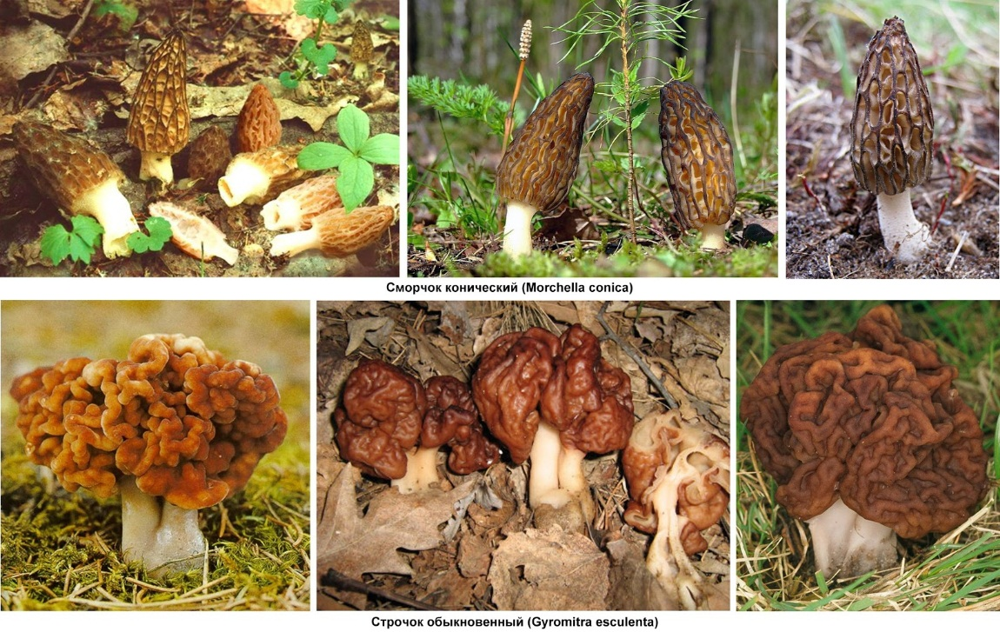 Сморчок конический (Morchella conica)
Строчок обыкновенный (Gyromitra esculenta)